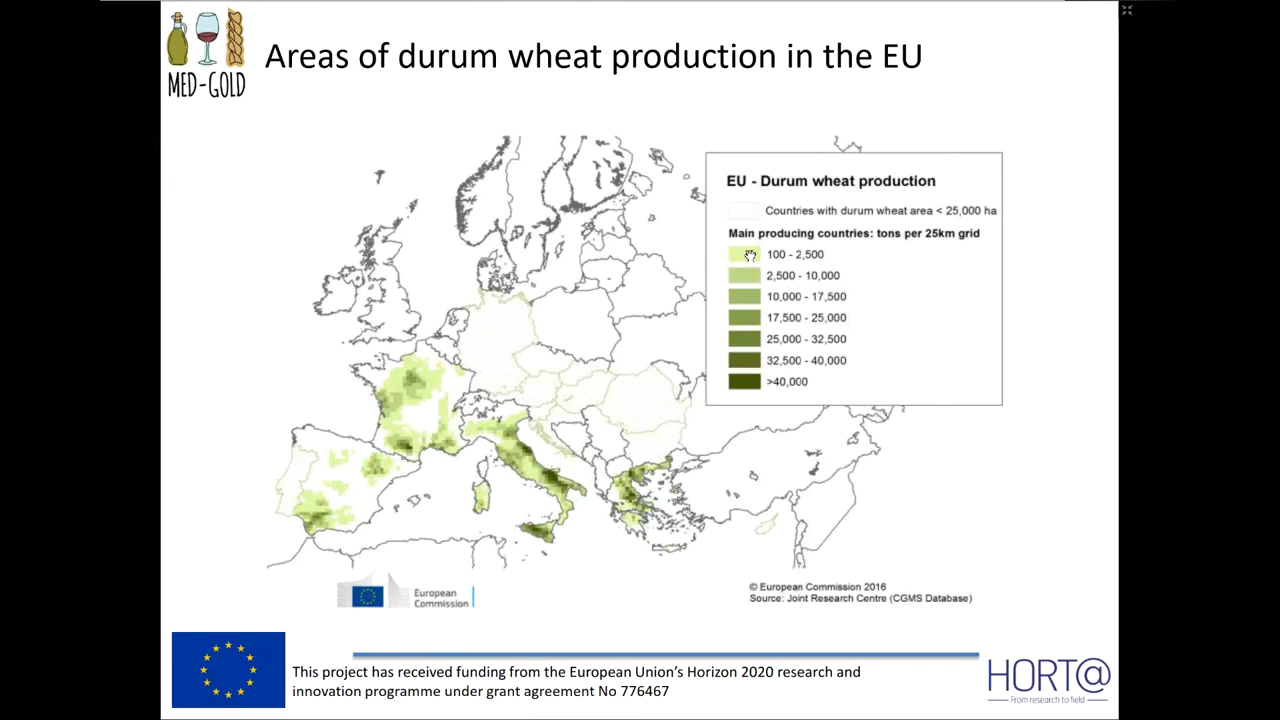 Areas of durum wheat production in the EU
MED-GOLD
EU - Durum wheat production
Countries with durum wheat area < 25,000 ha
Main producing countries: tons per 25km grid
100 - 2,500
2,500 - 10,000
10,000 - 17,500
17,500 - 25,000
25,000 - 32,500
32,500 - 40,000
>40,000
European
Commission
© European Commission 2016
Source: Joint Research Centre (CGMS Database)
This project has received funding from the European Union’s Horizon 2020 research and
innovation programme under grant agreement No 776467
HORT@
From research to field